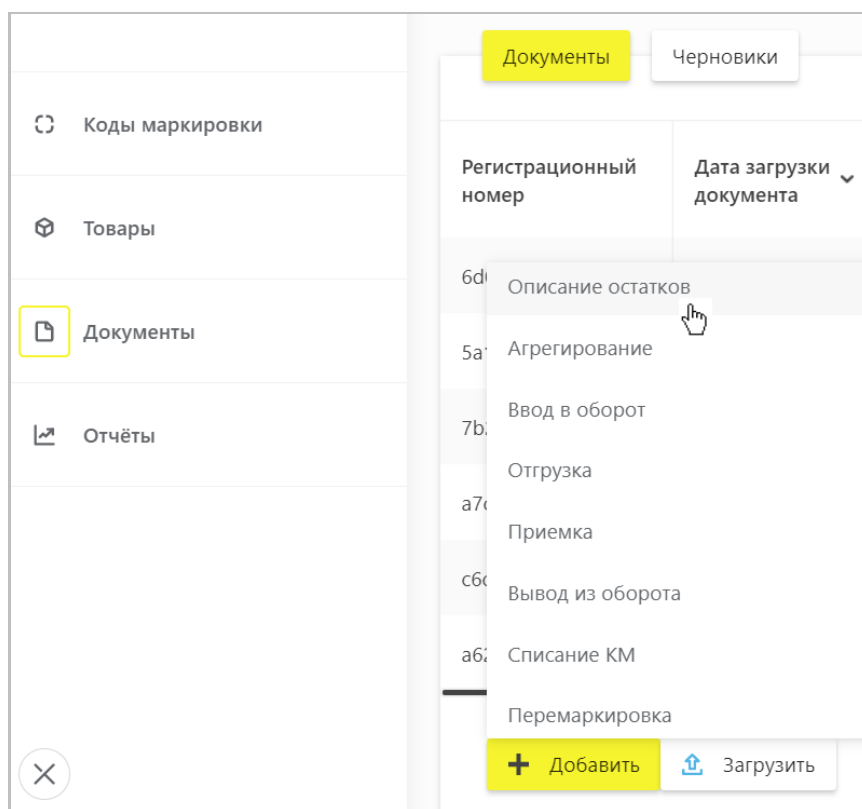 Документы
Черновики
Коды маркировки
Товары
Документы
Отчёты
Регистрационный
номер
Дата загрузки
документа
Описание остатков
Агрегирование
Ввод в оборот
Отгрузка
Приемка
Вывод из оборота
Списание КМ
Перемаркировка
Добавить
Загрузить